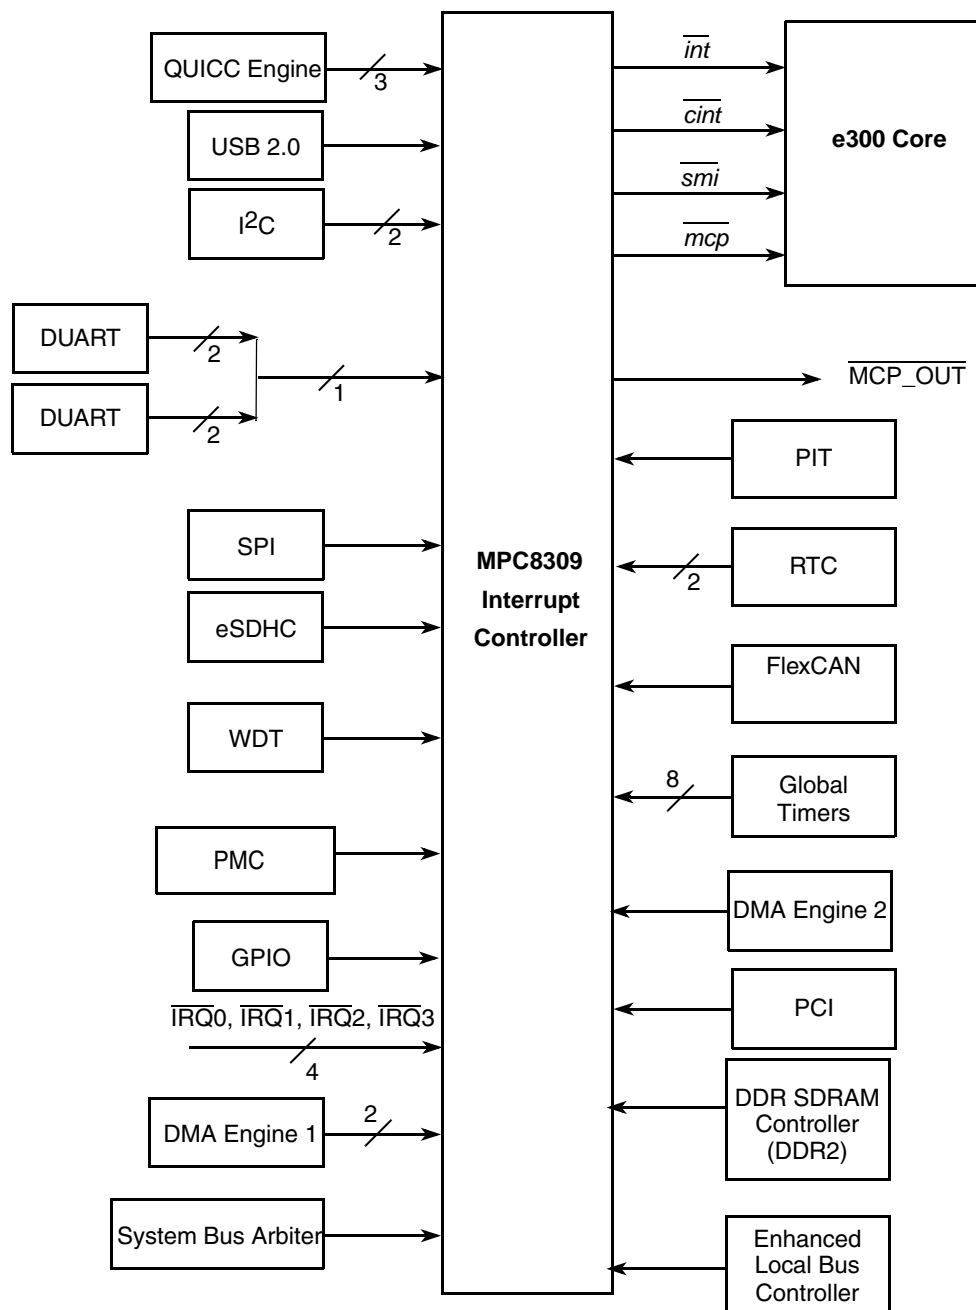 QUICC Engine
3
USB 2.0
I²C
2
DUART
2
DUART
2
1
SPI
eSDHC
WDT
PMC
GPIO
IRQ0, IRQ1, IRQ2, IRQ3
4
DMA Engine 1
2
System Bus Arbiter
MPC8309
Interrupt
Controller
int
cint
smi
mcp
e300 Core
MCP_OUT
PIT
RTC
2
FlexCAN
8
Global
Timers
DMA Engine 2
PCI
DDR SDRAM
Controller
(DDR2)
Enhanced
Local Bus
Controller